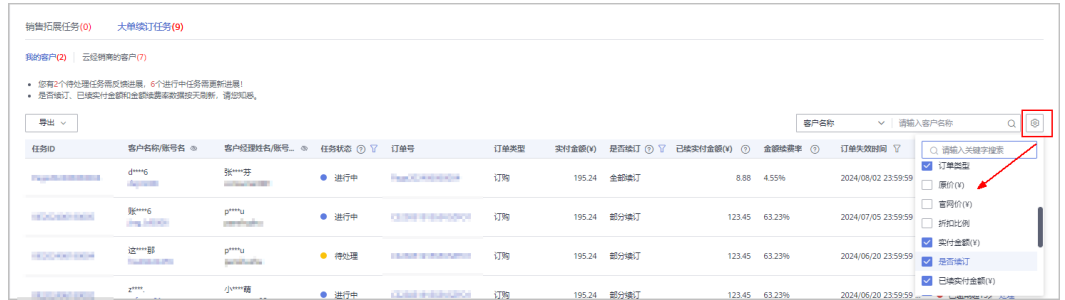 销售拓展任务(0) 大单续订任务(9)
我的客户(2) 云经销商的客户(7)
• 您有2个待处理任务需反馈进展，6个进行中任务需更新进展！
• 是否续订、已续实付金额和金额续费率数据按天刷新，请您知悉。
导出 客户名称 请输入客户名称
任务ID 客户名称/账号名 客户经理姓名/账号... 任务状态 订单号 订单类型 实付金额(¥) 是否续订 已续实付金额(¥) 金额续费率 订单失效时间
请输入关键字搜索
订单类型
d****6 张****芬 进行中 订购 195.24 全部续订 8.88 4.55% 2024/08/02 23:59:59
原价(¥)
官网价(¥)
账****6 p****u 进行中 订购 195.24 部分续订 123.45 63.23% 2024/07/05 23:59:59
折扣比例
实付金额(¥)
这****部 p****u 待处理 订购 195.24 部分续订 123.45 63.23% 2024/06/20 23:59:59
是否续订
已续实付金额(¥)
z****, 小****萌 进行中 订购 195.24 部分续订 123.45 63.23% 2024/06/20 23:59:59